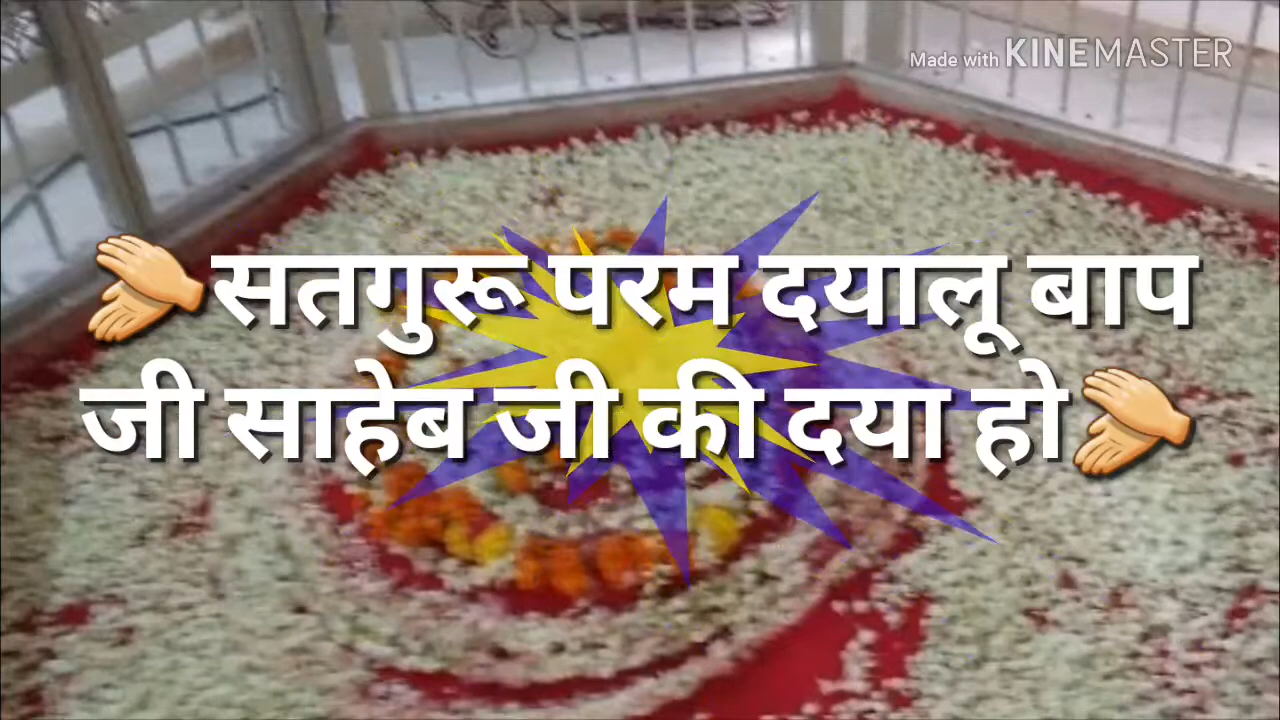 Made with KINEMASTER
👏सतगुरू परम दयालू बाप
जी साहेब जी की दया हो👏